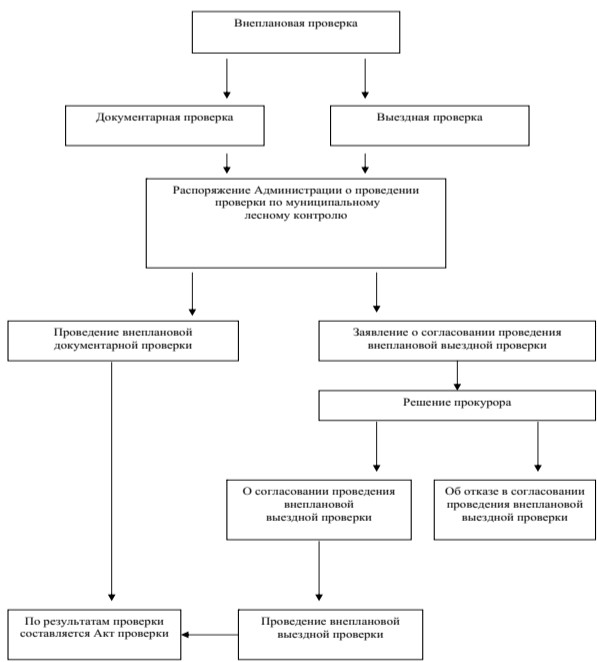 Внеплановая проверка
Документарная проверка
Выездная проверка
Распоряжение Администрации о проведении
проверки по муниципальному
лесному контролю
Проведение внеплановой
документарной проверки
Заявление о согласовании проведения
внеплановой выездной проверки
Решение прокурора
О согласовании проведения
внеплановой
выездной проверки
Об отказе в согласовании
проведения внеплановой
выездной проверки
По результатам проверки
составляется Акт проверки
Проведение внеплановой
выездной проверки